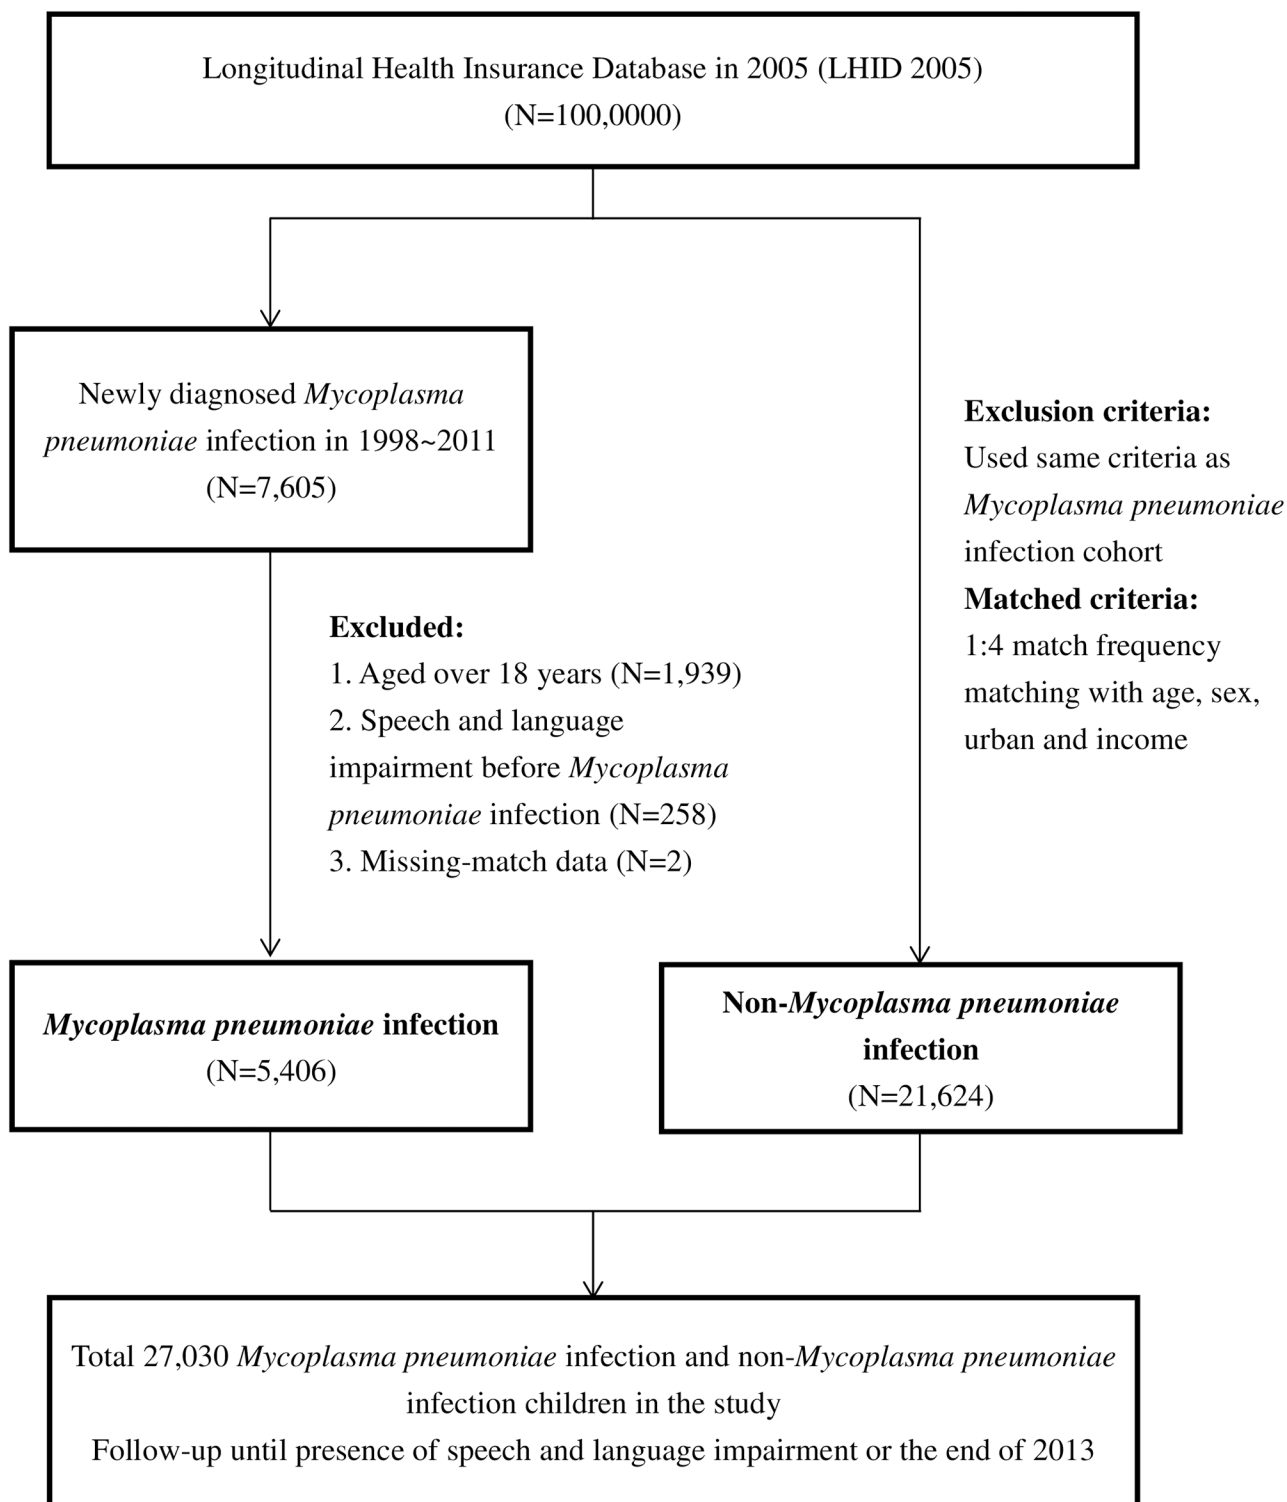 Longitudinal Health Insurance Database in 2005 (LHID 2005)
(N=100,0000)
Newly diagnosed Mycoplasma
pneumoniae infection in 1998~2011
(N=7,605)
Exclusion criteria:
Used same criteria as
Mycoplasma pneumoniae
infection cohort
Matched criteria:
1:4 match frequency
matching with age, sex,
urban and income
Excluded:
1. Aged over 18 years (N=1,939)
2. Speech and language
impairment before Mycoplasma
pneumoniae infection (N=258)
3. Missing-match data (N=2)
Mycoplasma pneumoniae infection
(N=5,406)
Non-Mycoplasma pneumoniae
infection
(N=21,624)
Total 27,030 Mycoplasma pneumoniae infection and non-Mycoplasma pneumoniae
infection children in the study
Follow-up until presence of speech and language impairment or the end of 2013